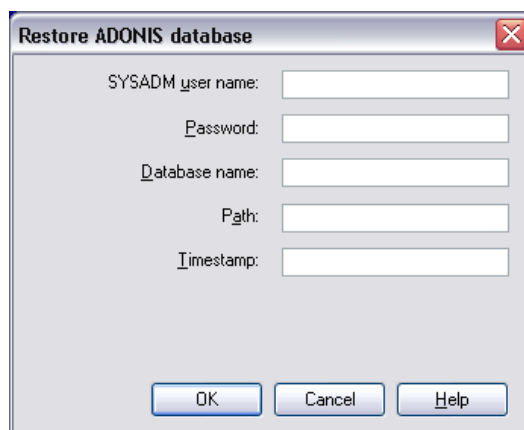 Restore ADONIS database
SYSADM user name:
Password:
Database name:
Path:
Timestamp:
OK Cancel Help